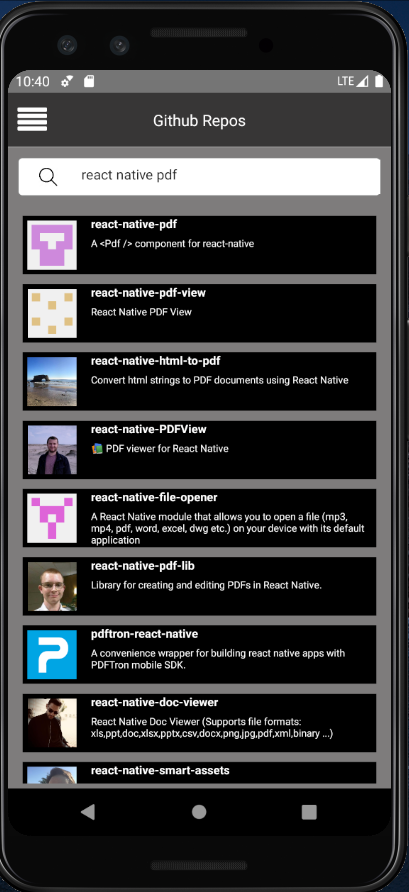 10:40
LTE
Github Repos
react native pdf
react-native-pdf
A <Pdf /> component for react-native
react-native-pdf-view
React Native PDF View
react-native-html-to-pdf
Convert html strings to PDF documents using React Native
react-native-PDFView
PDF viewer for React Native
react-native-file-opener
A React Native module that allows you to open a file (mp3,
mp4, pdf, word, excel, dwg etc.) on your device with its default
application
react-native-pdf-lib
Library for creating and editing PDFs in React Native.
pdftron-react-native
A convenience wrapper for building react native apps with
PDFTron mobile SDK.
react-native-doc-viewer
React Native Doc Viewer (Supports file formats:
xls,ppt,doc,xlsx,pptx,csv,docx,png,jpg,pdf,xml,binary ...)
react-native-smart-assets